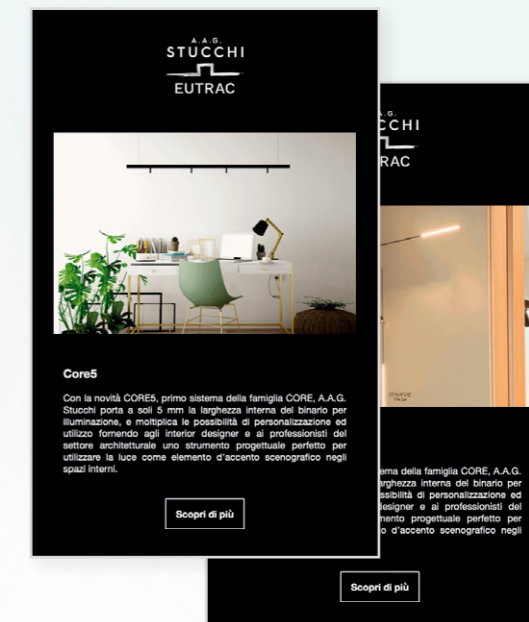 A.A.G.
STUCCHI
EUTRAC
Core5
Con la novità CORE5, primo sistema della famiglia CORE, A.A.G.
Stucchi porta a soli 5 mm la larghezza interna del binario per
illuminazione, e moltiplica le possibilità di personalizzazione ed
utilizzo fornendo agli interior designer e ai professionisti del
settore architetturale uno strumento progettuale perfetto per
utilizzare la luce come elemento d'accento scenografico negli
spazi interni.
Scopri di più
.G.
CCHI
RAC
ema della famiglia CORE, A.A.G.
arghezza interna del binario per
ssibilità di personalizzazione ed
designer e ai professionisti del
mento progettuale perfetto per
o d'accento scenografico negli
Scopri di più